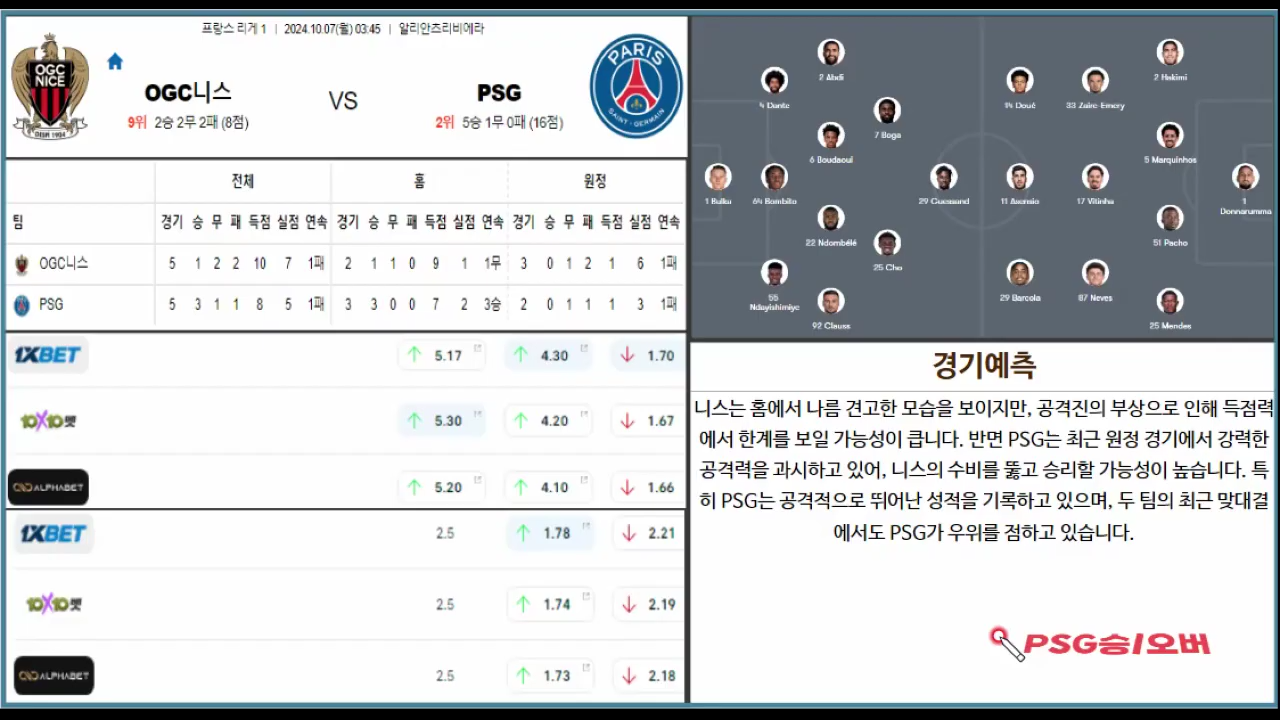 프랑스 리게 1 | 2024.10.07(월) 03:45 | 알리안츠리비에라
OGC NICE
OGC니스
VS
PSG
PARIS
SAINT-GERMAIN
9위 2승 2무 2패 (8점)
2위 5승 1무 0패 (16점)
전체 홈 원정
팀 경기 승 무 패 득점 실점 연속 경기 승 무 패 득점 실점 연속 경기 승 무 패 득점 실점 연속
OGC니스 5 1 2 2 10 7 1패 2 1 1 0 9 1 1무 3 0 1 2 1 6 1패
PSG 5 3 1 1 8 5 1패 3 3 0 0 7 2 3승 2 0 1 1 1 3 1패
1XBET 5.17 4.30 1.70
10X10벳 5.30 4.20 1.67
ALPHABET 5.20 4.10 1.66
1XBET 2.5 1.78 2.21
10X10벳 2.5 1.74 2.19
ALPHABET 2.5 1.73 2.18
2 Abdi
2 Hakimi
4 Dante
14 Doué
33 Zaire-Emery
7 Boga
6 Boudaoui
5 Marquinhos
1 Bulka
64 Bombito
29 Guessand
11 Asensio
17 Vitinha
1
Donnarumma
22 Ndombélé
51 Pacho
25 Cho
55
Ndayishimiye
29 Barcola
87 Neves
92 Clauss
25 Mendes
경기예측
니스는 홈에서 나름 견고한 모습을 보이지만, 공격진의 부상으로 인해 득점력
에서 한계를 보일 가능성이 큽니다. 반면 PSG는 최근 원정 경기에서 강력한
공격력을 과시하고 있어, 니스의 수비를 뚫고 승리할 가능성이 높습니다. 특
히 PSG는 공격적으로 뛰어난 성적을 기록하고 있으며, 두 팀의 최근 맞대결
에서도 PSG가 우위를 점하고 있습니다.
PSG승/오버